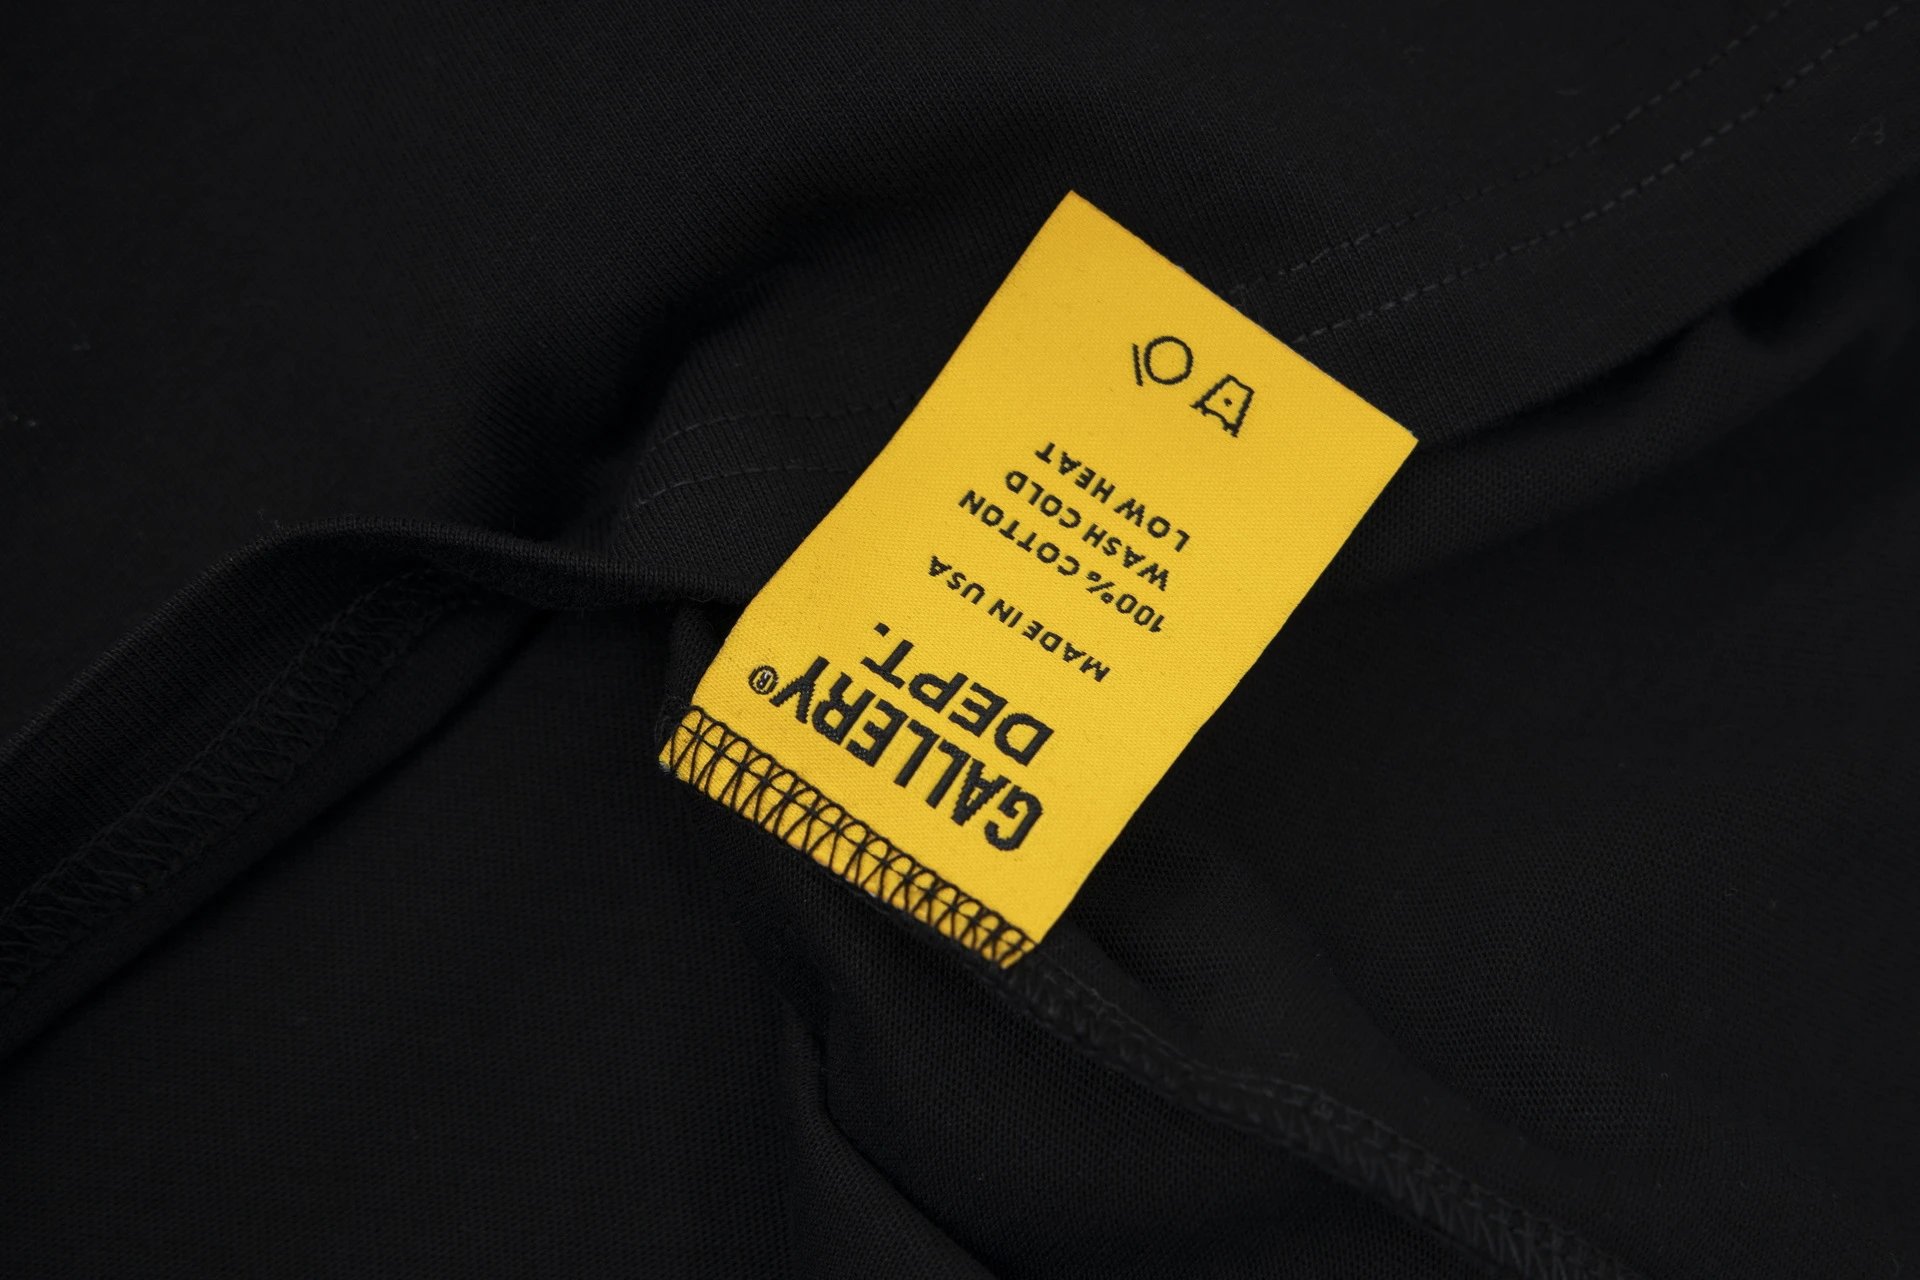 GALLERY®
DEPT.
MADE IN USA
100% COTTON
WASH COLD
LOW HEAT